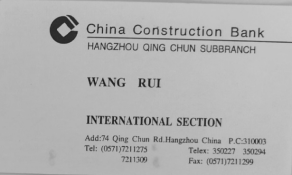 China Construction Bank
HANGZHOU QING CHUN SUBBRANCH
WANG RUI
INTERNATIONAL SECTION
Add:74 Qing Chun Rd.Hangzhou China P.C:310003
Tel: (0571)7211275 Telex: 350227 350294
7211309 Fax: (0571)7211299